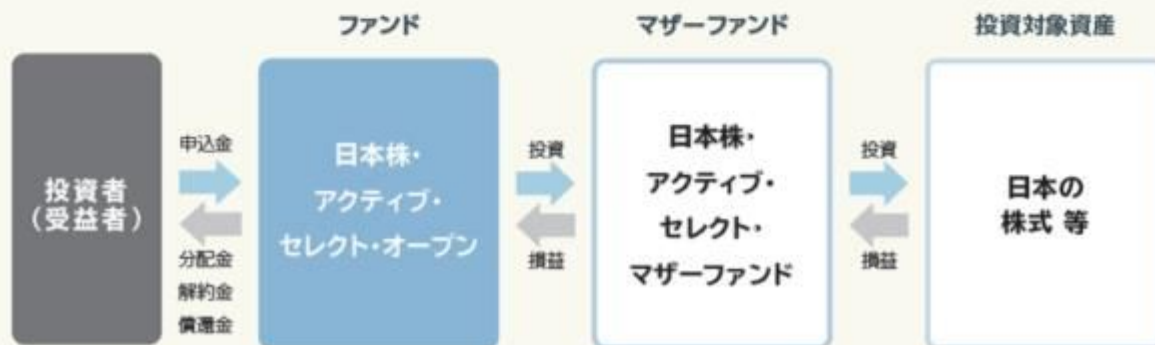 ファンド
マザーファンド
投資対象資産
投資者
(受益者)
申込金
分配金
解約金
償還金
日本株・
アクティブ・
セレクト・オープン
投資
損益
日本株・
アクティブ・
セレクト・
マザーファンド
投資
損益
日本の
株式 等